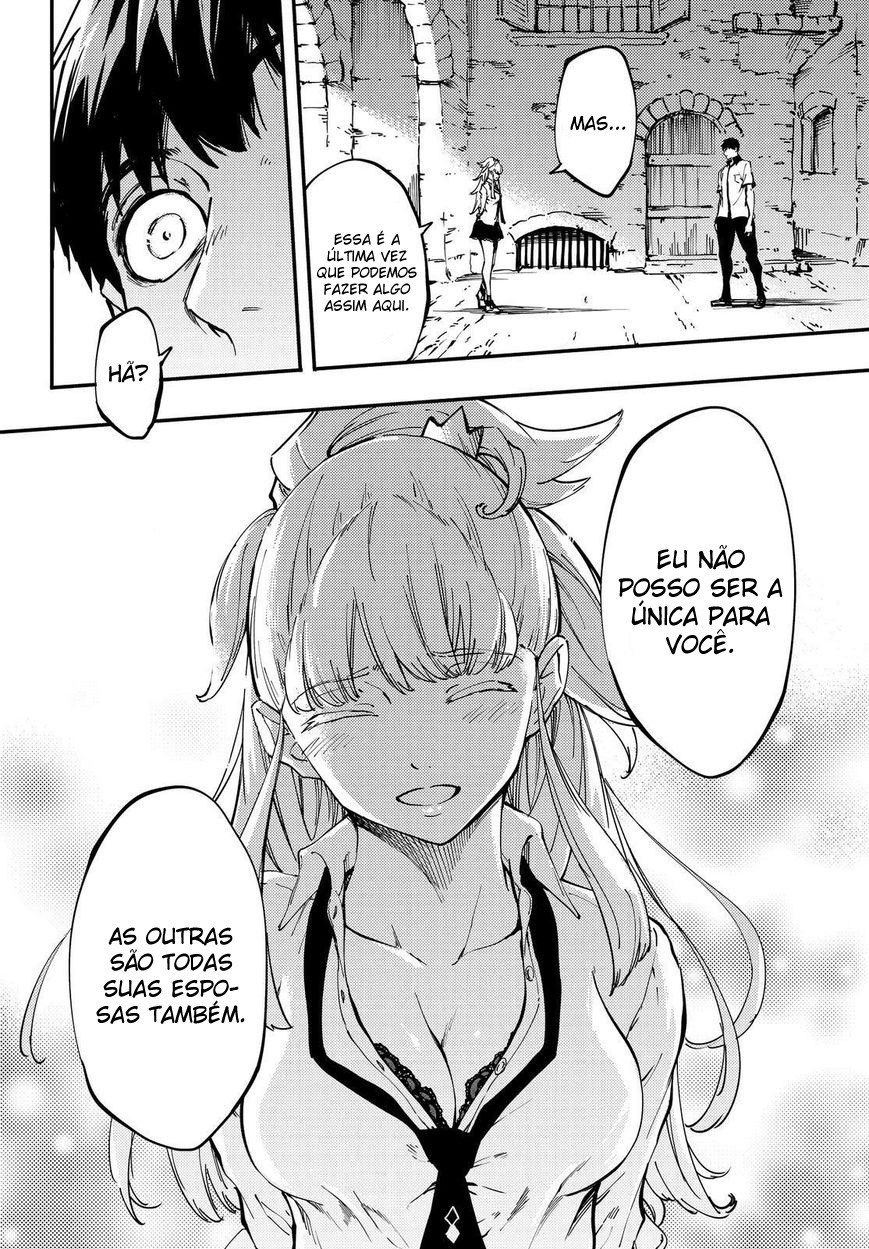 MAS...
ESSA É A
ÚLTIMA VEZ
QUE PODEMOS
FAZER ALGO
ASSIM AQUI.
HÃ?
EU NÃO
POSSO SER A
ÚNICA PARA
VOCÊ.
AS OUTRAS
SÃO TODAS
SUAS ESPO-
SAS TAMBÉM.